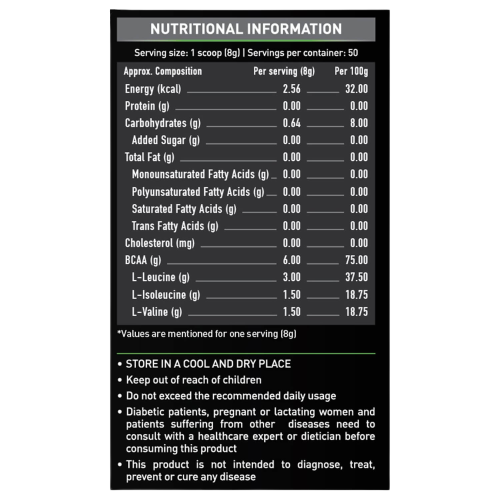 NUTRITIONAL INFORMATION
Serving size: 1 scoop (8g) | Servings per container: 50
Approx. Composition Per serving (8g) Per 100g
Energy (kcal) 2.56 32.00
Protein (g) 0.00 0.00
Carbohydrates (g) 0.64 8.00
Added Sugar (g) 0.00 0.00
Total Fat (g) 0.00 0.00
Monounsaturated Fatty Acids (g) 0.00 0.00
Polyunsaturated Fatty Acids (g) 0.00 0.00
Saturated Fatty Acids (g) 0.00 0.00
Trans Fatty Acids (g) 0.00 0.00
Cholesterol (mg) 0.00 0.00
BCAA (g) 6.00 75.00
L-Leucine (g) 3.00 37.50
L-Isoleucine (g) 1.50 18.75
L-Valine (g) 1.50 18.75
*Values are mentioned for one serving (8g)
• STORE IN A COOL AND DRY PLACE
• Keep out of reach of children
• Do not exceed the recommended daily usage
• Diabetic patients, pregnant or lactating women and
patients suffering from other diseases need to
consult with a healthcare expert or dietician before
consuming this product
• This product is not intended to diagnose, treat,
prevent or cure any disease